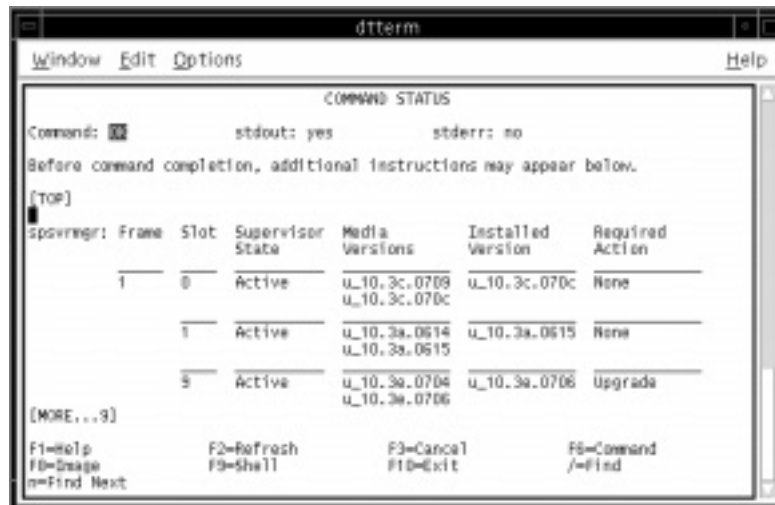 dtterm
Window Edit Options Help
COMMAND STATUS
Command: OK stdout: yes stderr: no
Before command completion, additional instructions may appear below.
[TOP]
spsvrmgr: Frame Slot Supervisor Media Installed Required
State Versions Version Action
1 0 Active u_10.3c.0709 u_10.3c.070c None
u_10.3c.070c
1 Active u_10.3a.0614 u_10.3a.0615 None
u_10.3a.0615
9 Active u_10.3e.0704 u_10.3e.0706 Upgrade
u_10.3e.0706
[MORE...9]
F1=Help F2=Refresh F3=Cancel F6=Command
F8=Image F9=Shell F10=Exit /=Find
n=Find Next